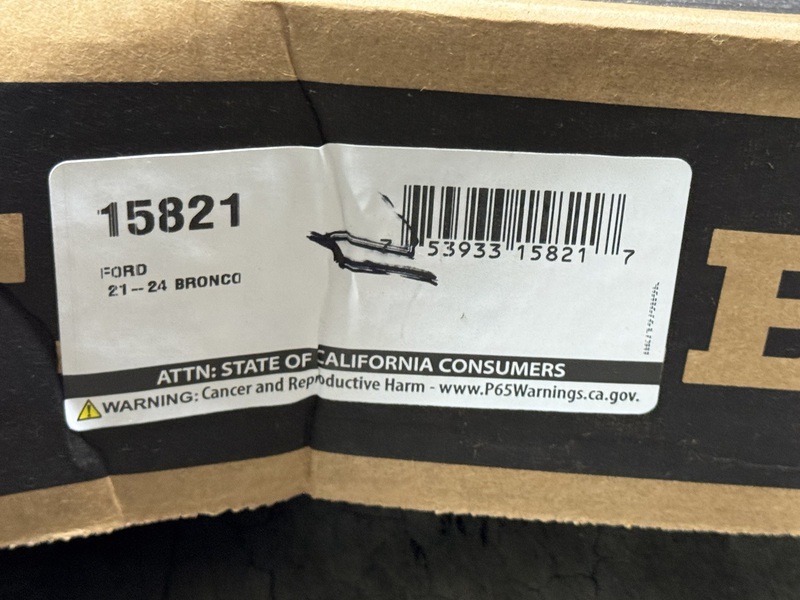 15821
FORD
21-24 BRONCO
53933 15821 7
ATTN: STATE OF CALIFORNIA CONSUMERS
WARNING: Cancer and Reproductive Harm - www.P65Warnings.ca.gov.
E